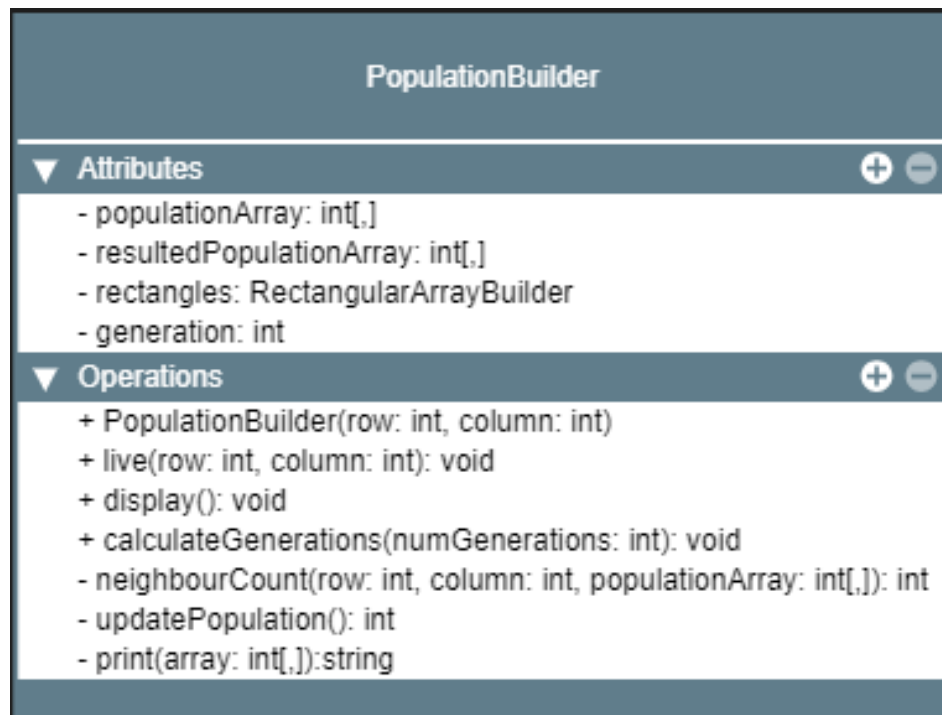 PopulationBuilder
Attributes
- populationArray: int[,]
- resultedPopulationArray: int[,]
- rectangles: RectangularArrayBuilder
- generation: int
Operations
+ PopulationBuilder(row: int, column: int)
+ live(row: int, column: int): void
+ display(): void
+ calculateGenerations(numGenerations: int): void
- neighbourCount(row: int, column: int, populationArray: int[,]): int
- updatePopulation(): int
- print(array: int[,]):string